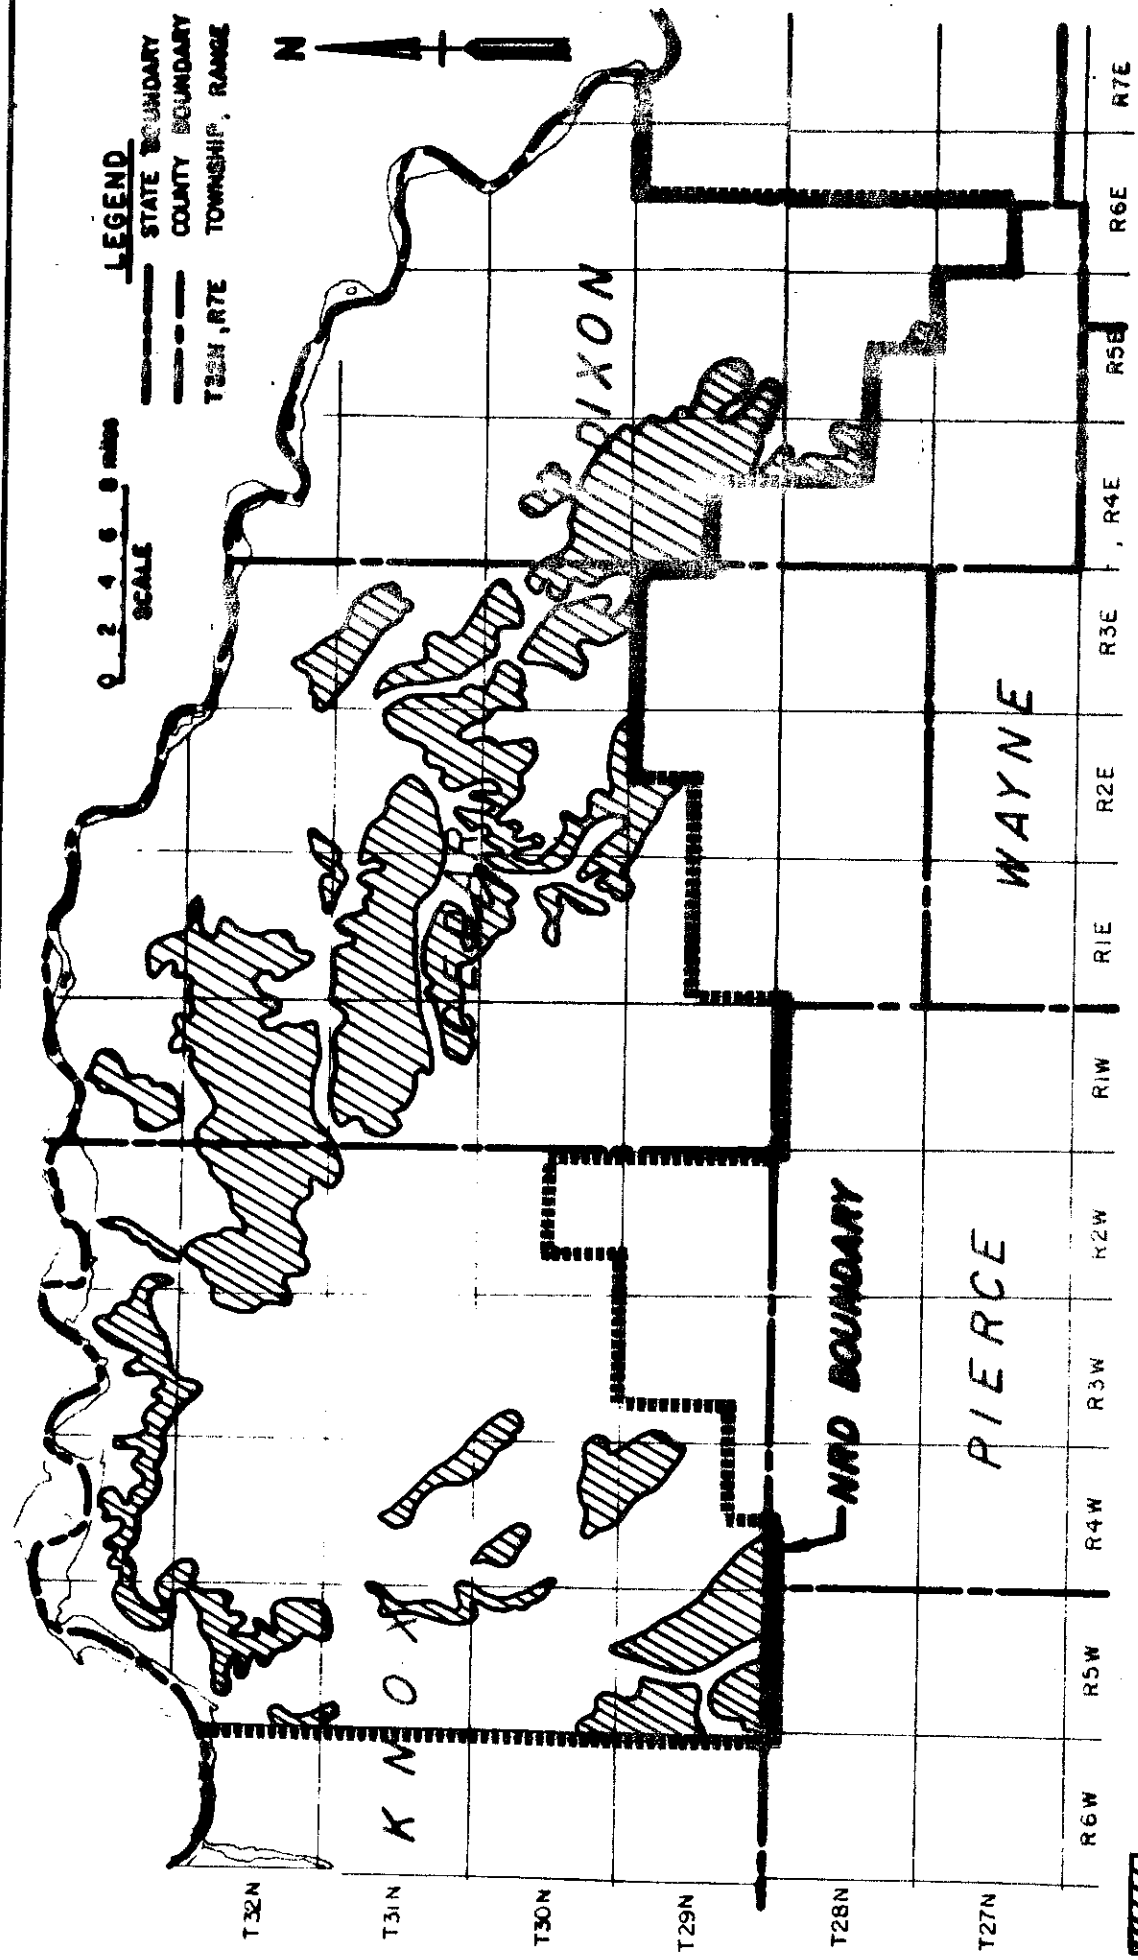 LEGEND
STATE BOUNDARY
COUNTY BOUNDARY
TOWNSHIP, RANGE
N
0 2 4 6 8 miles
SCALE
DIXON
CEDAR
KNOX
WAYNE
PIERCE
NRD BOUNDARY
T32N
T31N
T30N
T29N
T28N
T27N
R6W R5W R4W R3W R2W R1W R1E R2E R3E R4E R5E R6E R7E